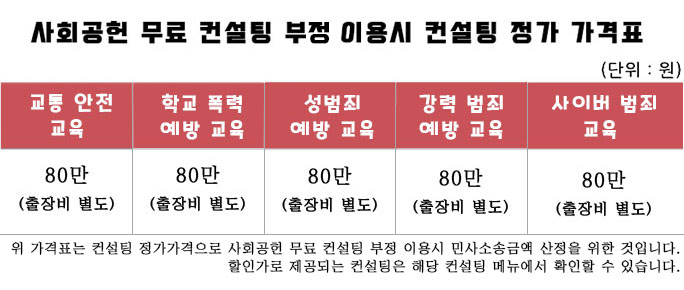 사회공헌 무료 컨설팅 부정 이용시 컨설팅 정가 가격표
(단위 : 원)
교통 안전 교육
학교 폭력 예방 교육
성범죄 예방 교육
강력 범죄 예방 교육
사이버 범죄 교육
80만 (출장비 별도)
80만 (출장비 별도)
80만 (출장비 별도)
80만 (출장비 별도)
80만 (출장비 별도)
위 가격표는 컨설팅 정가가격으로 사회공헌 무료 컨설팅 부정 이용시 민사소송금액 산정을 위한 것입니다.
할인가로 제공되는 컨설팅은 해당 컨설팅 메뉴에서 확인할 수 있습니다.